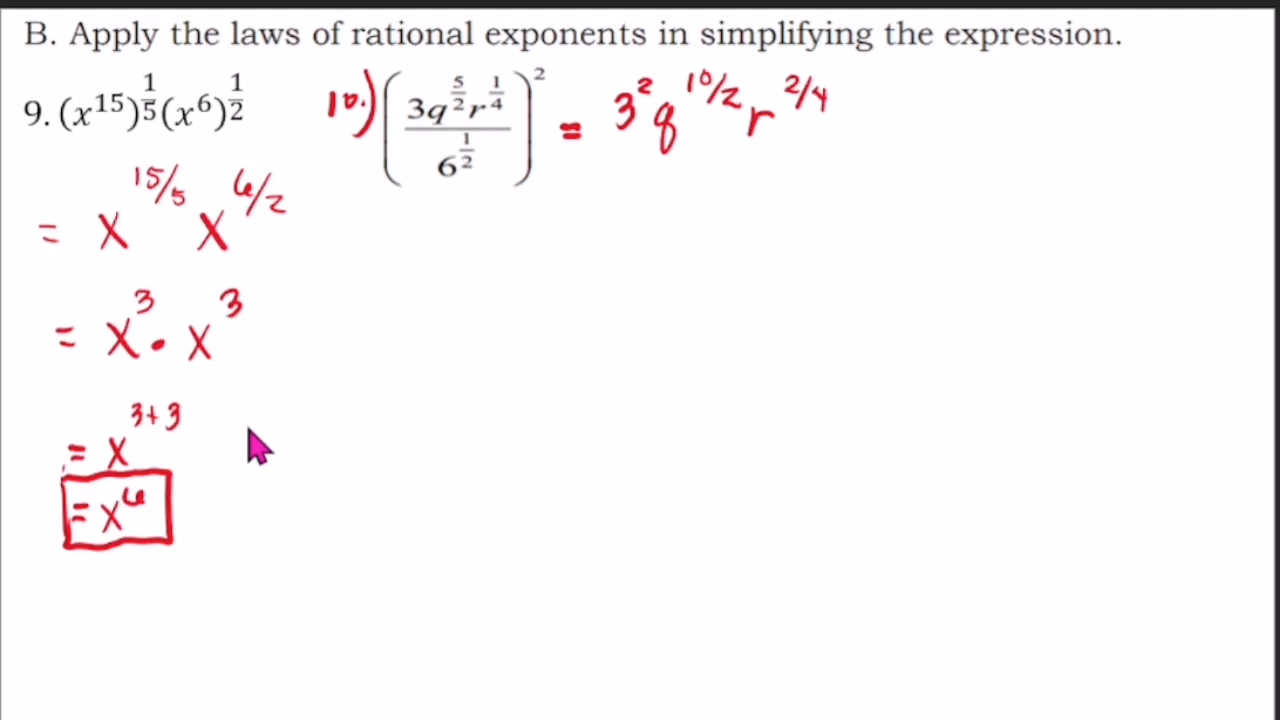 B. Apply the laws of rational exponents in simplifying the expression.
9. (x^15)^(1/5) (x^6)^(1/2)
= x^(15/5) x^(6/2)
= x^3 • x^3
= x^(3+3)
= x^6
10.) ((3q^(5/2) r^(1/4))/(6^(1/2)))^2 = 3^2 q^(10/2) r^(2/4)